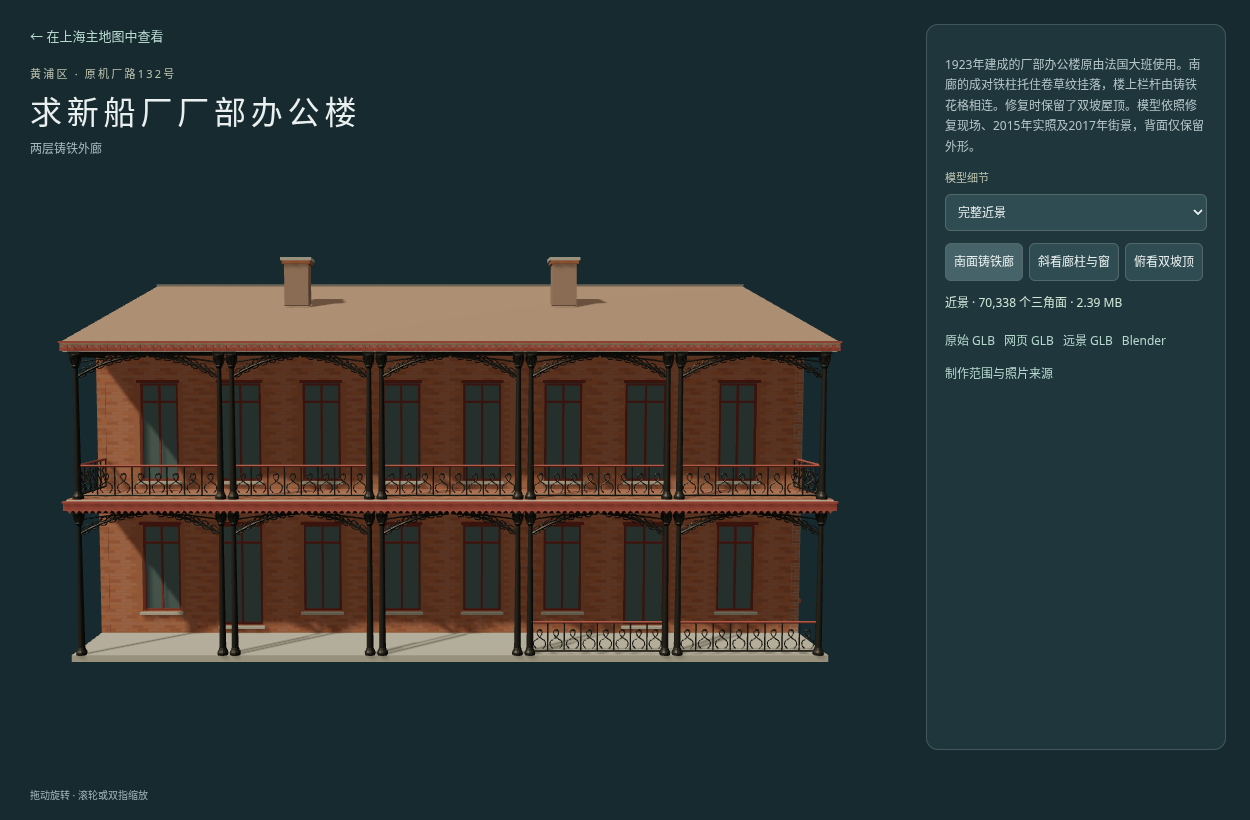 ← 在上海主地图中查看
黄浦区 · 原机厂路132号
求新船厂厂部办公楼
两层铸铁外廊
1923年建成的厂部办公楼原由法国大班使用。南
廊的成对铁柱托住卷草纹挂落，楼上栏杆由铸铁
花格相连。修复时保留了双坡屋顶。模型依照修
复现场、2015年实照及2017年街景，背面仅保留
外形。
模型细节
完整近景
南面铸铁廊 斜看廊柱与窗 俯看双坡顶
近景 · 70,338 个三角面 · 2.39 MB
原始 GLB 网页 GLB 远景 GLB Blender
制作范围与照片来源
拖动旋转 · 滚轮或双指缩放